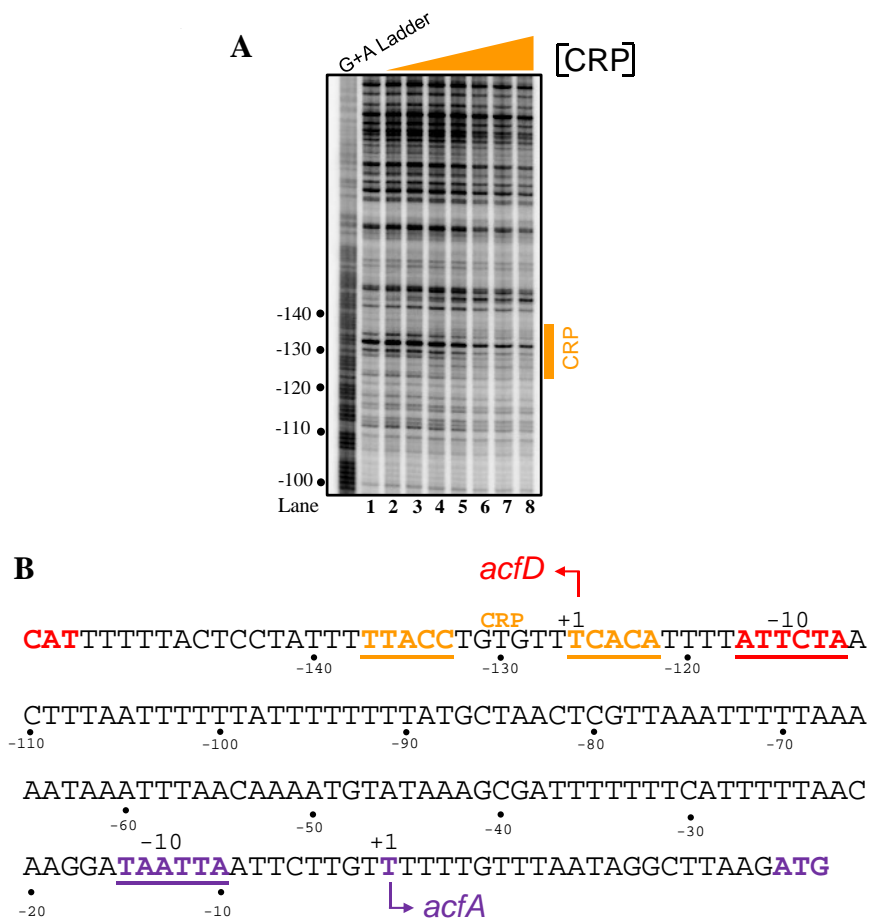 A
G+A Ladder
[CRP]
-140
-130
-120
-110
-100
CRP
Lane 1 2 3 4 5 6 7 8
B
acfD
CRP +1 -10
CATTTTTTACTCCTATTTTTACCTGTGTTTCACATTTTATTCTAA
-140 -130 -120
CTTTAATTTTTTATTTTTTTTATGCTAACTCGTTAAATTTTTAAA
-110 -100 -90 -80 -70
AATAAATTTAACAAAATGTATAAAGCGATTTTTTTCATTTTTAAC
-60 -50 -40 -30
-10 +1
AAGGATAATTAATTCTTGTTTTTTGTTTAATAGGCTTAAGATG
-20 -10
acfA